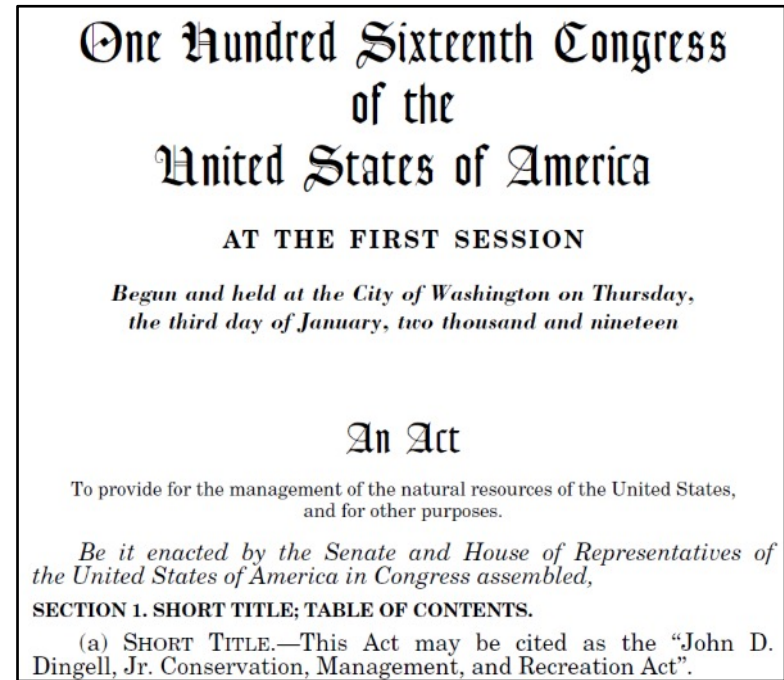 One Hundred Sixteenth Congress
of the
United States of America
AT THE FIRST SESSION
Begun and held at the City of Washington on Thursday,
the third day of January, two thousand and nineteen
An Act
To provide for the management of the natural resources of the United States,
and for other purposes.
Be it enacted by the Senate and House of Representatives of
the United States of America in Congress assembled,
SECTION 1. SHORT TITLE; TABLE OF CONTENTS.
(a) SHORT TITLE.—This Act may be cited as the “John D.
Dingell, Jr. Conservation, Management, and Recreation Act”.